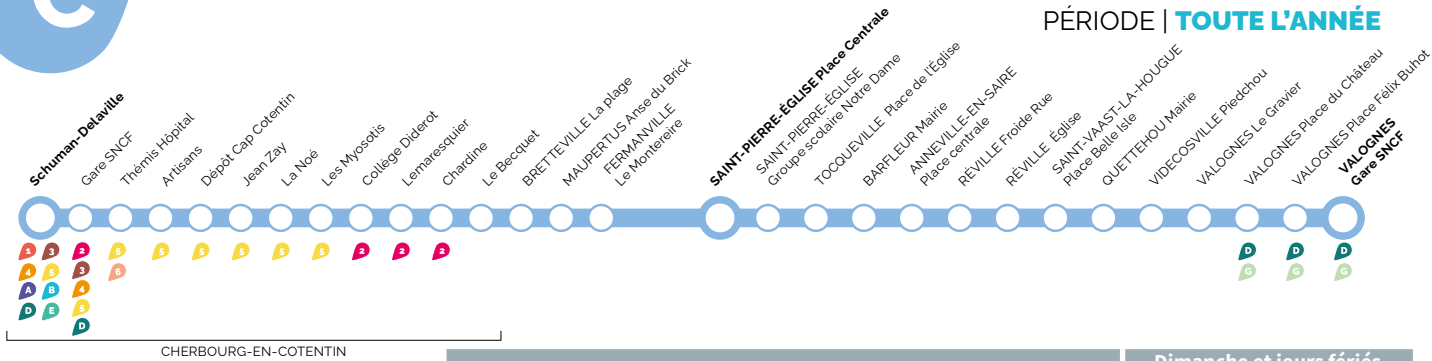 C
PÉRIODE | TOUTE L'ANNÉE
Schuman-Delaville
Gare SNCF
Thémis Hôpital
Artisans
Dépôt Cap Cotentin
Jean Zay
La Noé
Les Myosotis
Collège Diderot
Lemaresquier
Chardine
Le Becquet
BRETTEVILLE La plage
MAUPERTUS Anse du Brick
FERMANVILLE
Le Montereire
SAINT-PIERRE-ÉGLISE Place Centrale
SAINT-PIERRE-ÉGLISE
Groupe scolaire Notre Dame
TOCQUEVILLE Place de l'Église
BARFLEUR Mairie
ANNEVILLE-EN-SAIRE
Place centrale
RÉVILLE Froide Rue
RÉVILLE Église
SAINT-VAAST-LA-HOUGUE
Place Belle Isle
QUETTEHOU Mairie
VIDECOSVILLE Piedchou
VALOGNES Le Gravier
VALOGNES Place du Château
VALOGNES Place Félix Buhot
VALOGNES
Gare SNCF
1 3 2 5 5 5 5 5 5 2 2 2 D D D
4 5 3 6 G G G
A B 4
D E 5
D
CHERBOURG-EN-COTENTIN
Dimanche et jours fériés